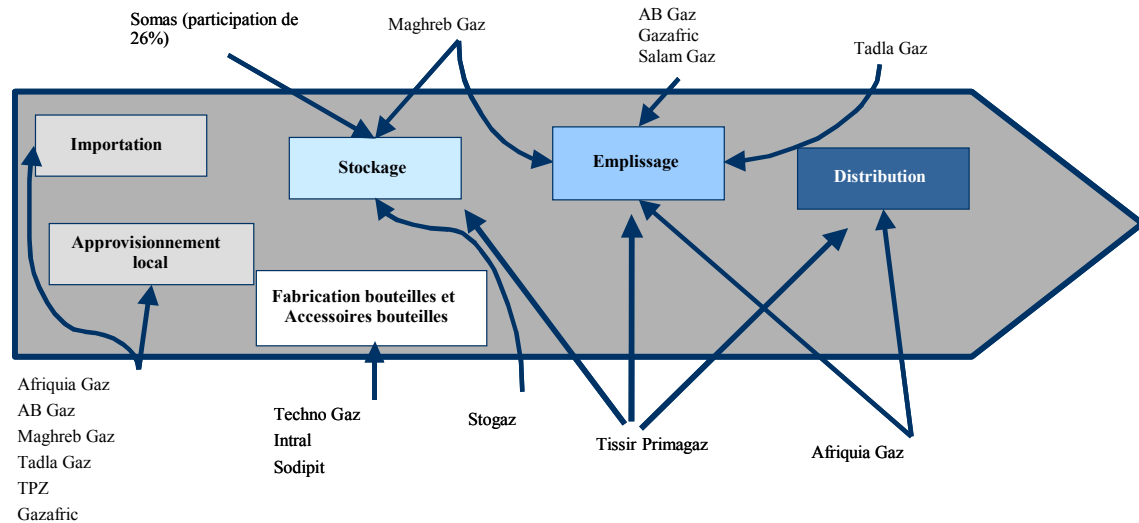 Somas (participation de
26%)
Maghreb Gaz
AB Gaz
Gazafric
Salam Gaz
Tadla Gaz
Importation
Stockage
Emplissage
Distribution
Approvisionnement
local
Fabrication bouteilles et
Accessoires bouteilles
Afriquia Gaz
AB Gaz
Maghreb Gaz
Tadla Gaz
TPZ
Gazafric
Techno Gaz
Intral
Sodipit
Stogaz
Tissir Primagaz
Afriquia Gaz